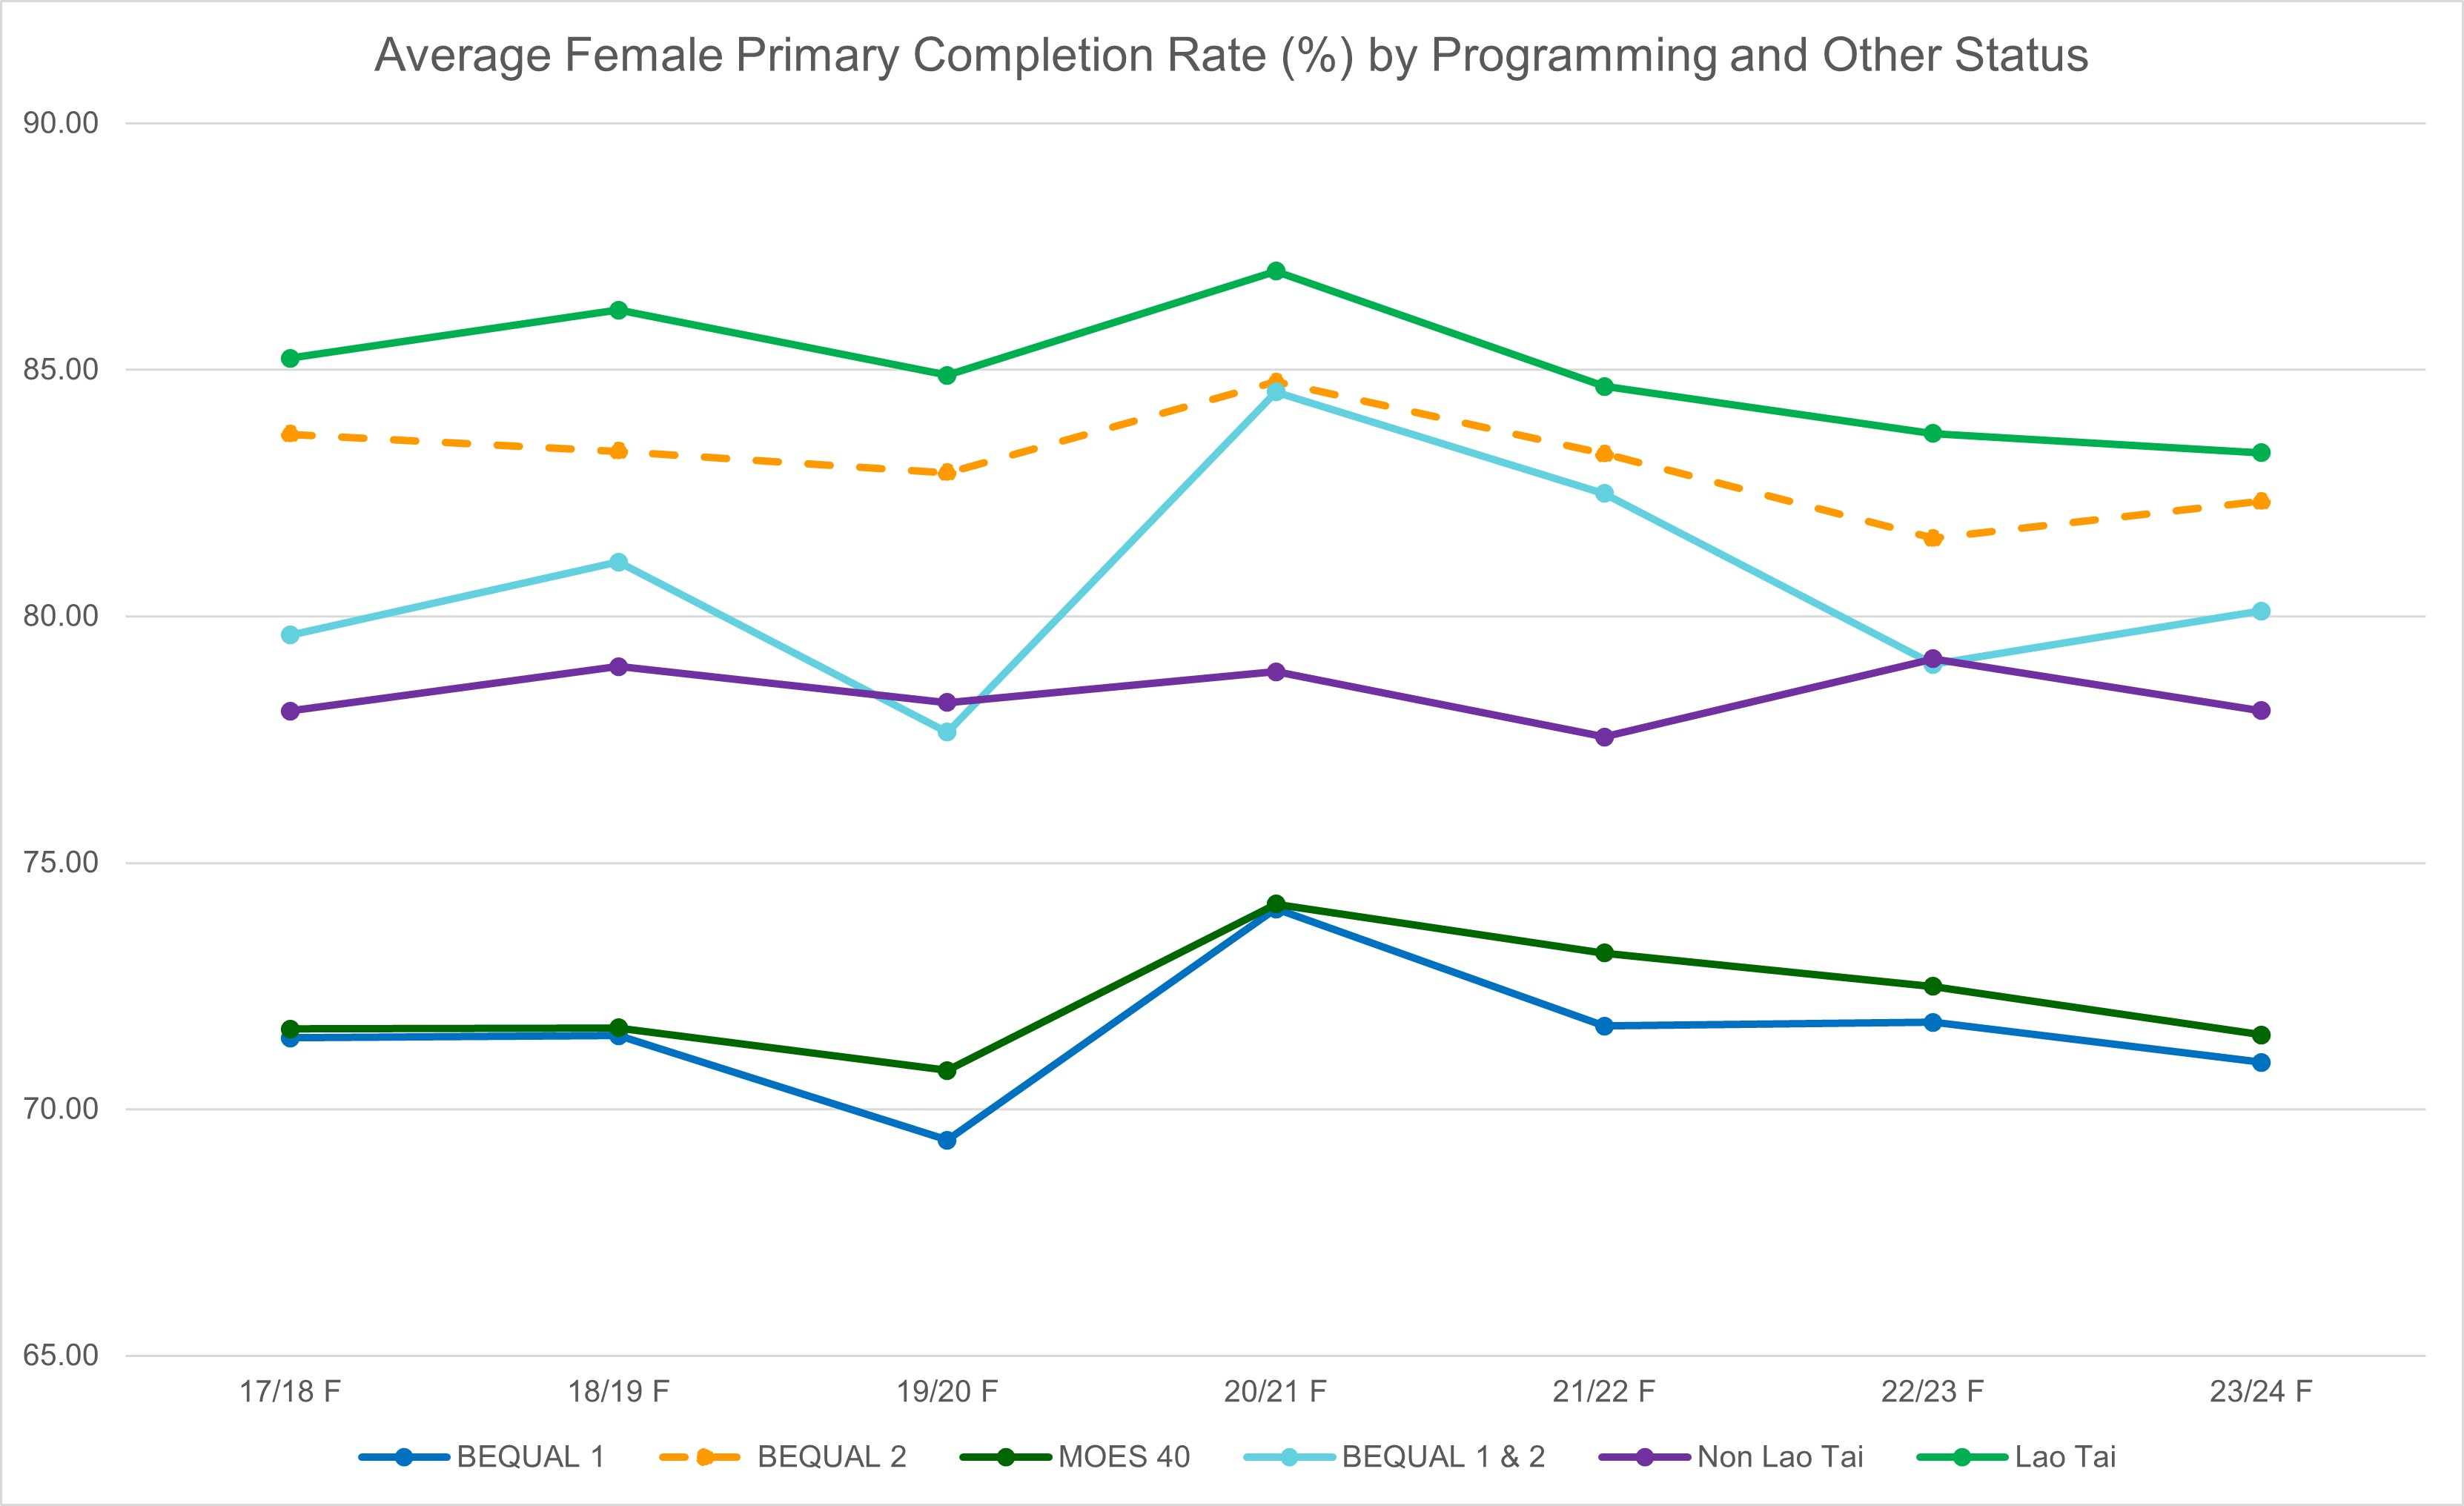 Average Female Primary Completion Rate (%) by Programming and Other Status
90.00
85.00
80.00
75.00
70.00
65.00
17/18 F 18/19 F 19/20 F 20/21 F 21/22 F 22/23 F 23/24 F
BEQUAL 1 BEQUAL 2 MOES 40 BEQUAL 1 & 2 Non Lao Tai Lao Tai